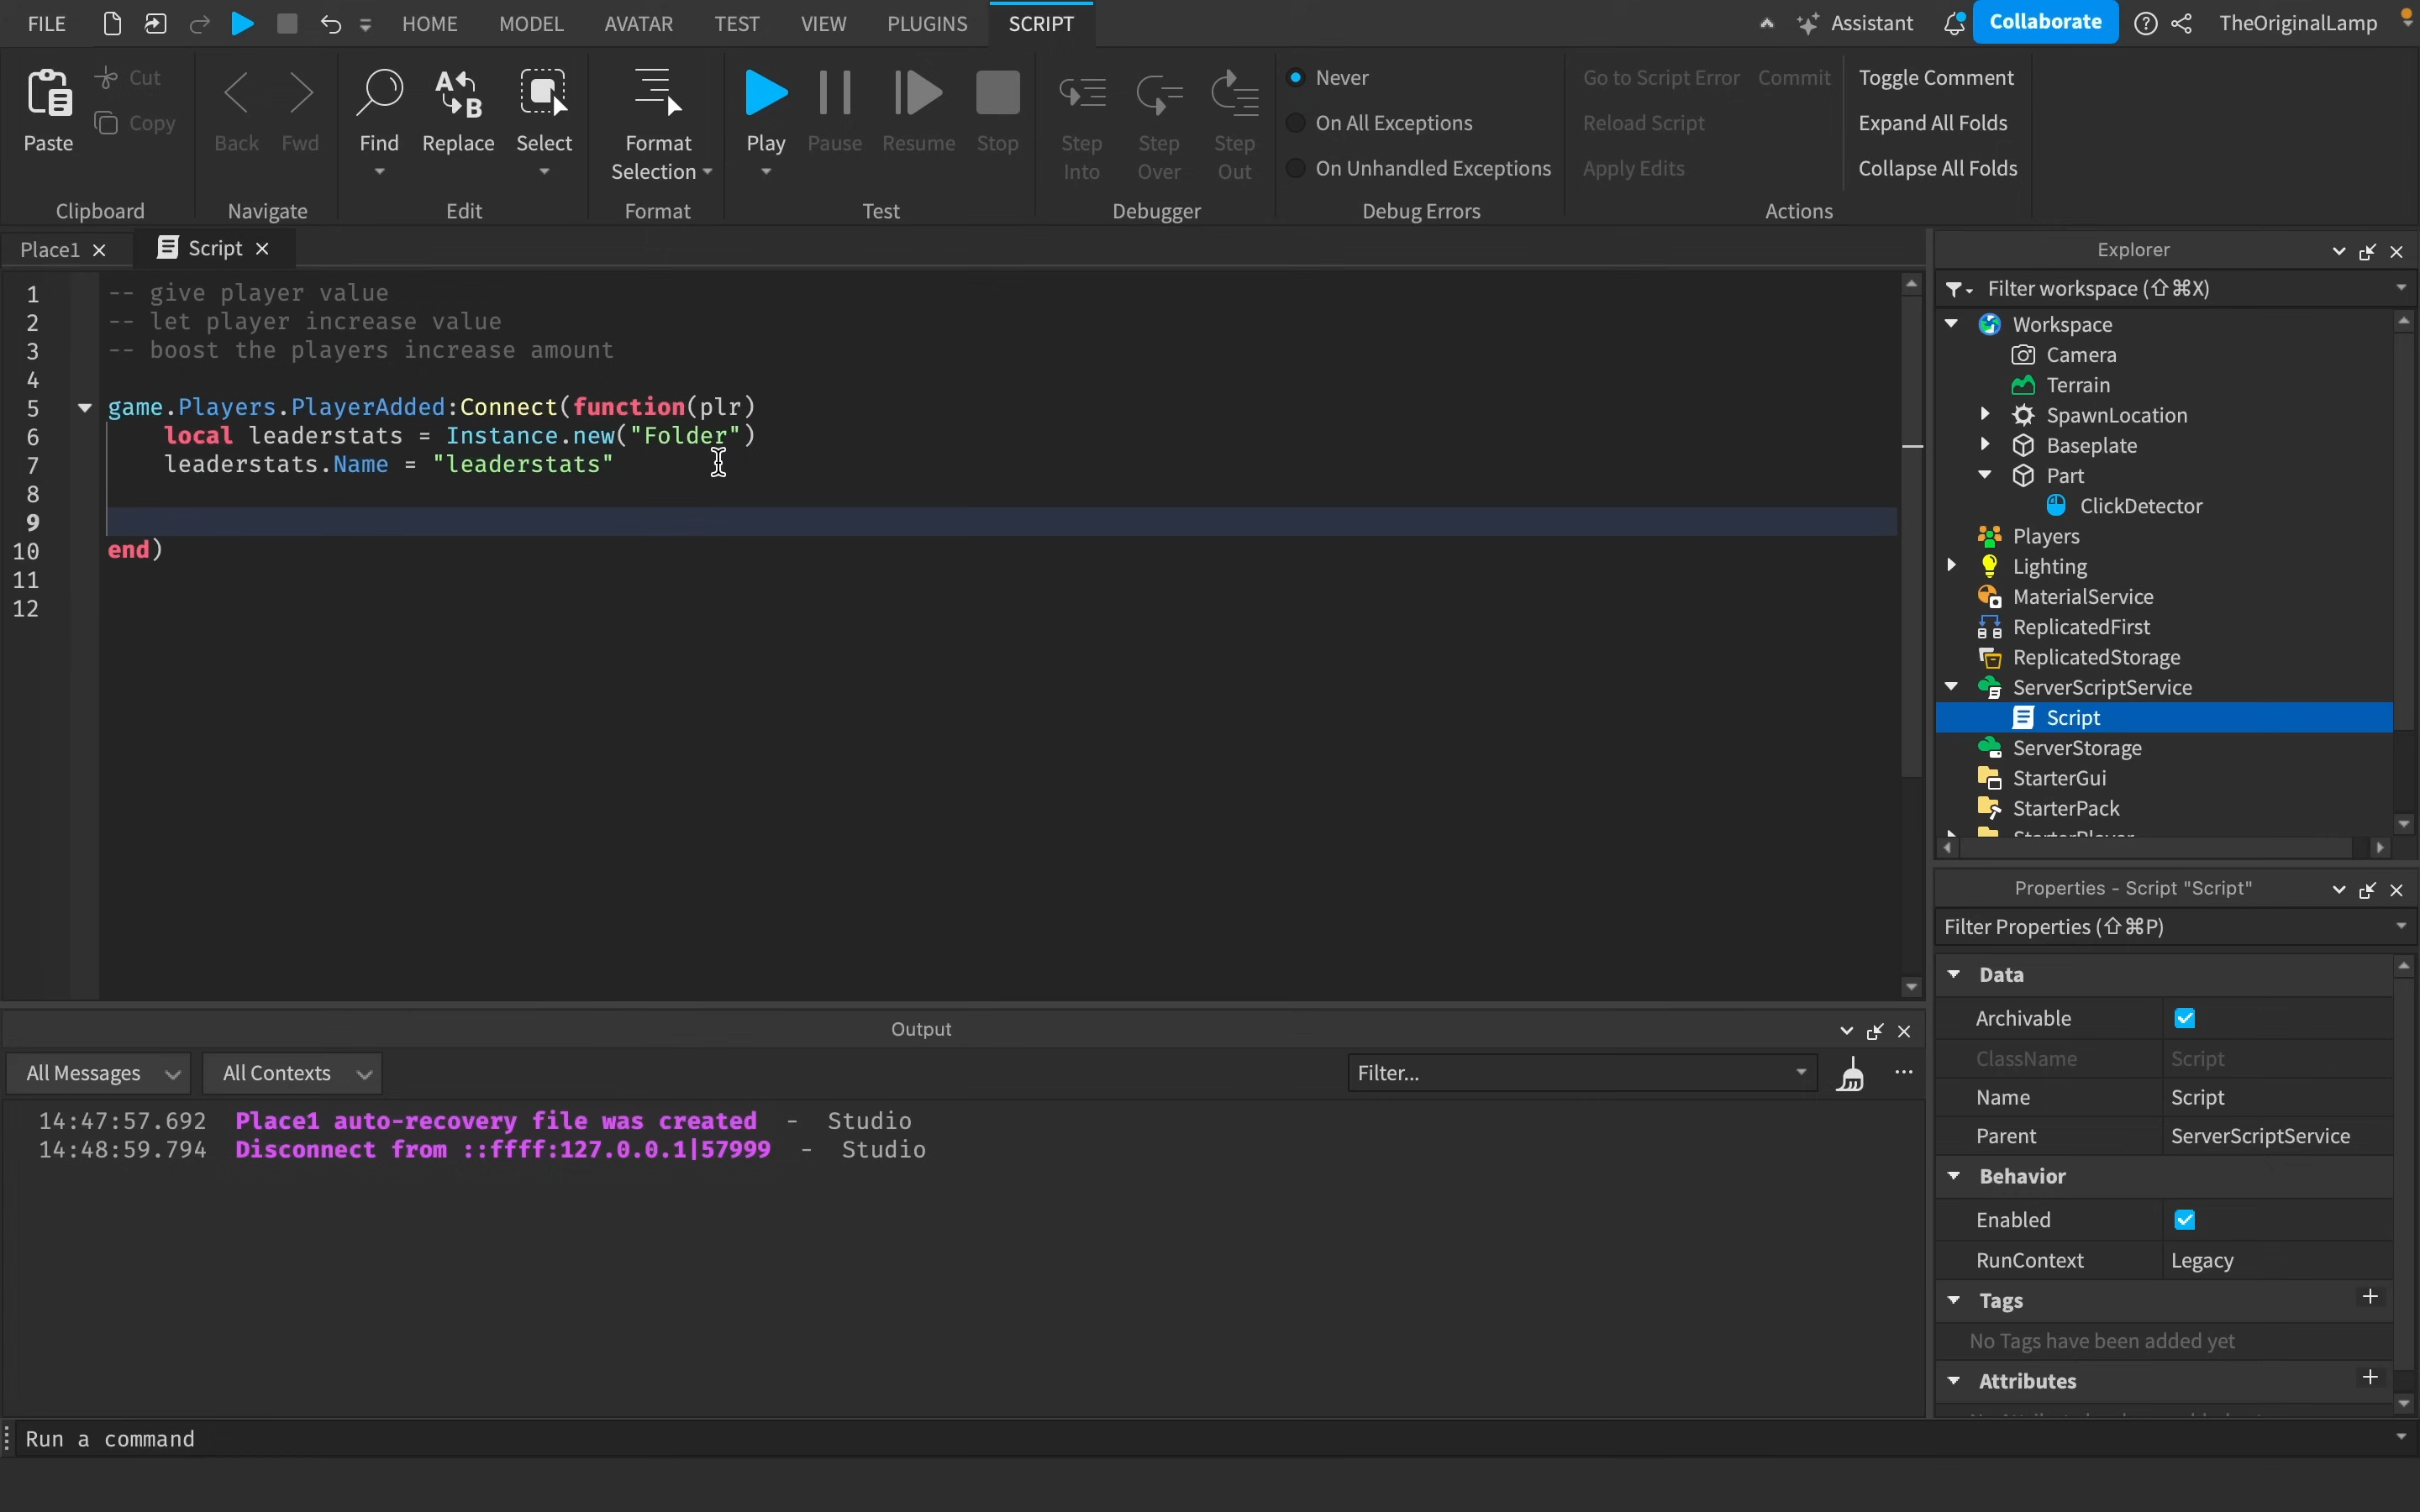 FILE HOME MODEL AVATAR TEST VIEW PLUGINS SCRIPT Assistant Collaborate TheOriginalLamp
Paste Cut Copy
Clipboard
Back Fwd
Navigate
Find Replace Select
Edit
Format Selection
Format
Play Pause Resume Stop
Test
Step Into Step Over Step Out
Debugger
Never
On All Exceptions
On Unhandled Exceptions
Debug Errors
Go to Script Error Commit
Reload Script
Apply Edits
Toggle Comment
Expand All Folds
Collapse All Folds
Actions
Place1 Script
1 -- give player value
2 -- let player increase value
3 -- boost the players increase amount
4
5 game.Players.PlayerAdded:Connect(function(plr)
6 local leaderstats = Instance.new("Folder")
7 leaderstats.Name = "leaderstats"
8
9
10 end)
11
12
Explorer
Filter workspace (⇧⌘X)
Workspace
Camera
Terrain
SpawnLocation
Baseplate
Part
ClickDetector
Players
Lighting
MaterialService
ReplicatedFirst
ReplicatedStorage
ServerScriptService
Script
ServerStorage
StarterGui
StarterPack
StarterPlayer
Properties - Script "Script"
Filter Properties (⇧⌘P)
Data
Archivable
ClassName Script
Name Script
Parent ServerScriptService
Behavior
Enabled
RunContext Legacy
Tags +
No Tags have been added yet
Attributes +
Output
All Messages All Contexts Filter... ...
14:47:57.692 Place1 auto-recovery file was created - Studio
14:48:59.794 Disconnect from ::ffff:127.0.0.1|57999 - Studio
Run a command